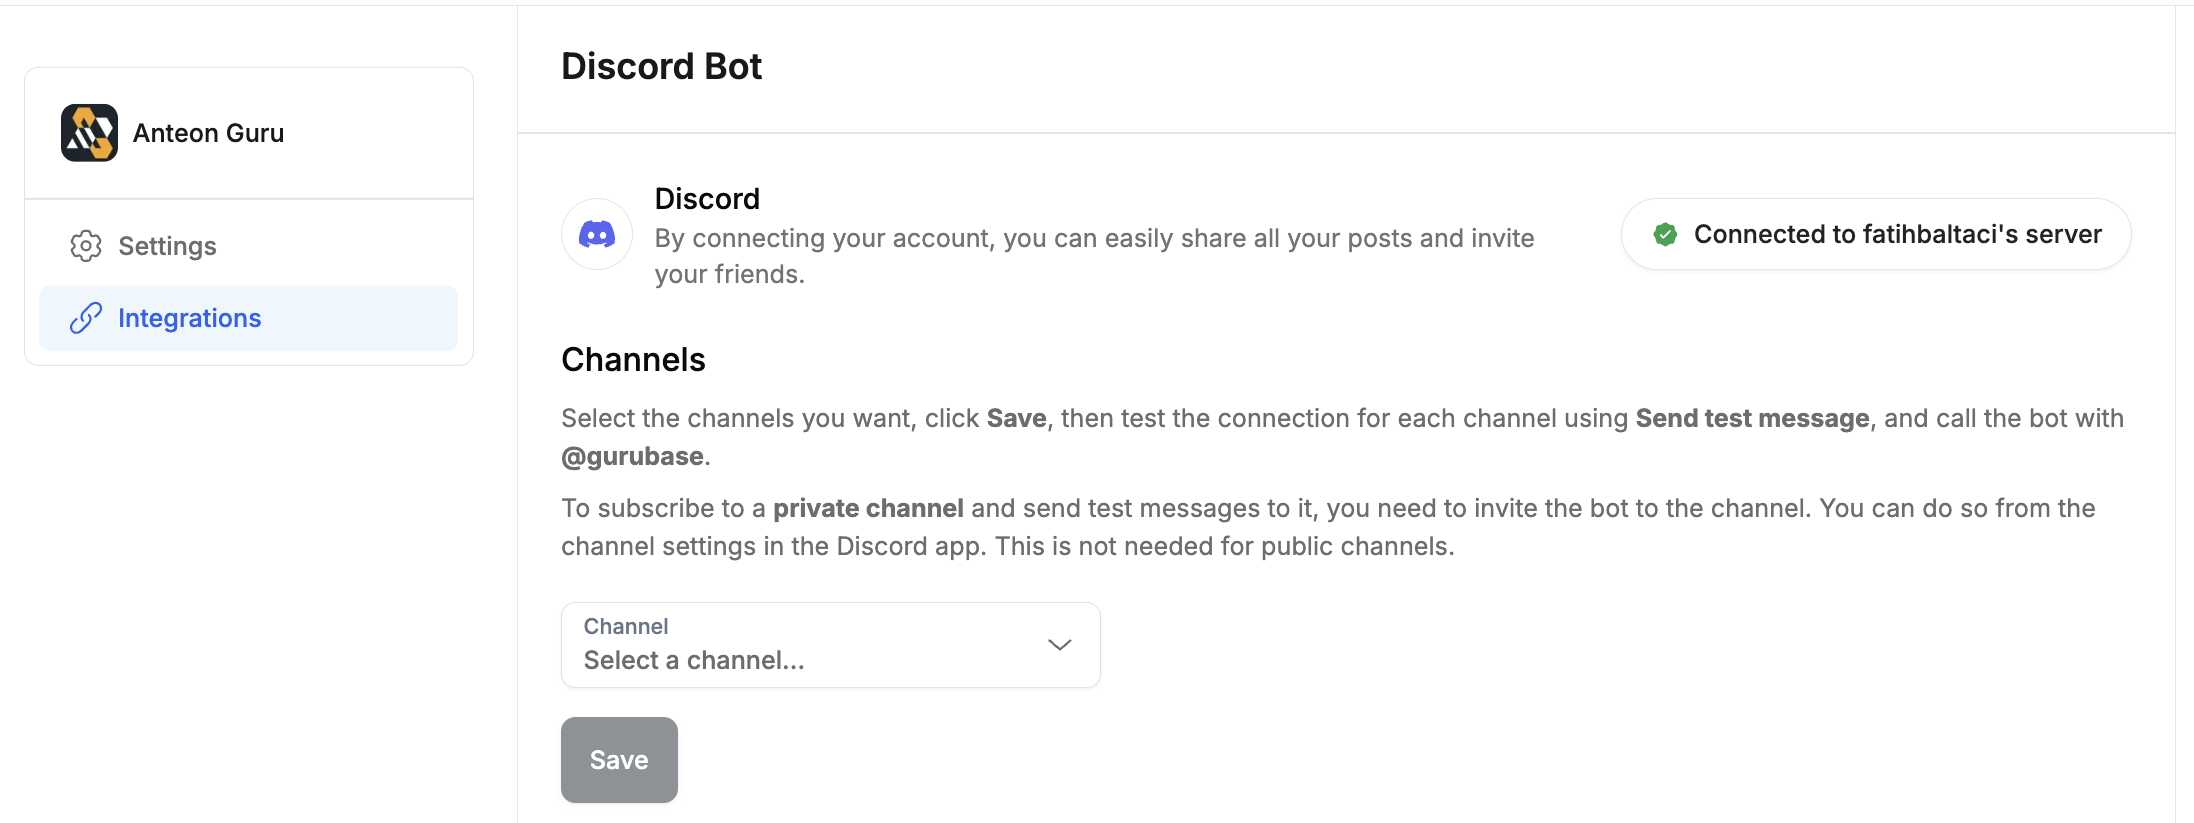 Anteon Guru
Settings
Integrations
Discord Bot
Discord
By connecting your account, you can easily share all your posts and invite
your friends.
Connected to fatihbaltaci's server
Channels
Select the channels you want, click Save, then test the connection for each channel using Send test message, and call the bot with
@gurubase.
To subscribe to a private channel and send test messages to it, you need to invite the bot to the channel. You can do so from the
channel settings in the Discord app. This is not needed for public channels.
Channel
Select a channel...
Save